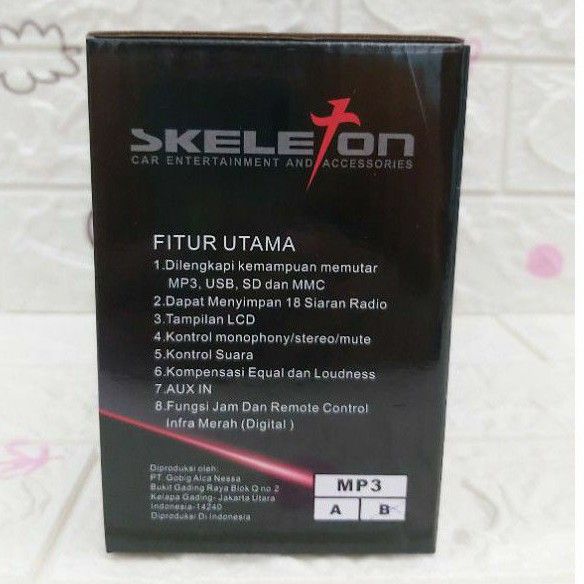 SKELETON
CAR ENTERTAINMENT AND ACCESSORIES
FITUR UTAMA
1.Dilengkapi kemampuan memutar
MP3, USB, SD dan MMC
2.Dapat Menyimpan 18 Siaran Radio
3.Tampilan LCD
4.Kontrol monophony/stereo/mute
5.Kontrol Suara
6.Kompensasi Equal dan Loudness
7.AUX IN
8.Fungsi Jam Dan Remote Control
Infra Merah (Digital )
Diproduksi oleh:
PT. Gobig Alca Nessa
Bukit Gading Raya Blok Q no 2
Kelapa Gading- Jakarta Utara
Indonesia-14240
Diproduksi Di Indonesia
MP3
A B